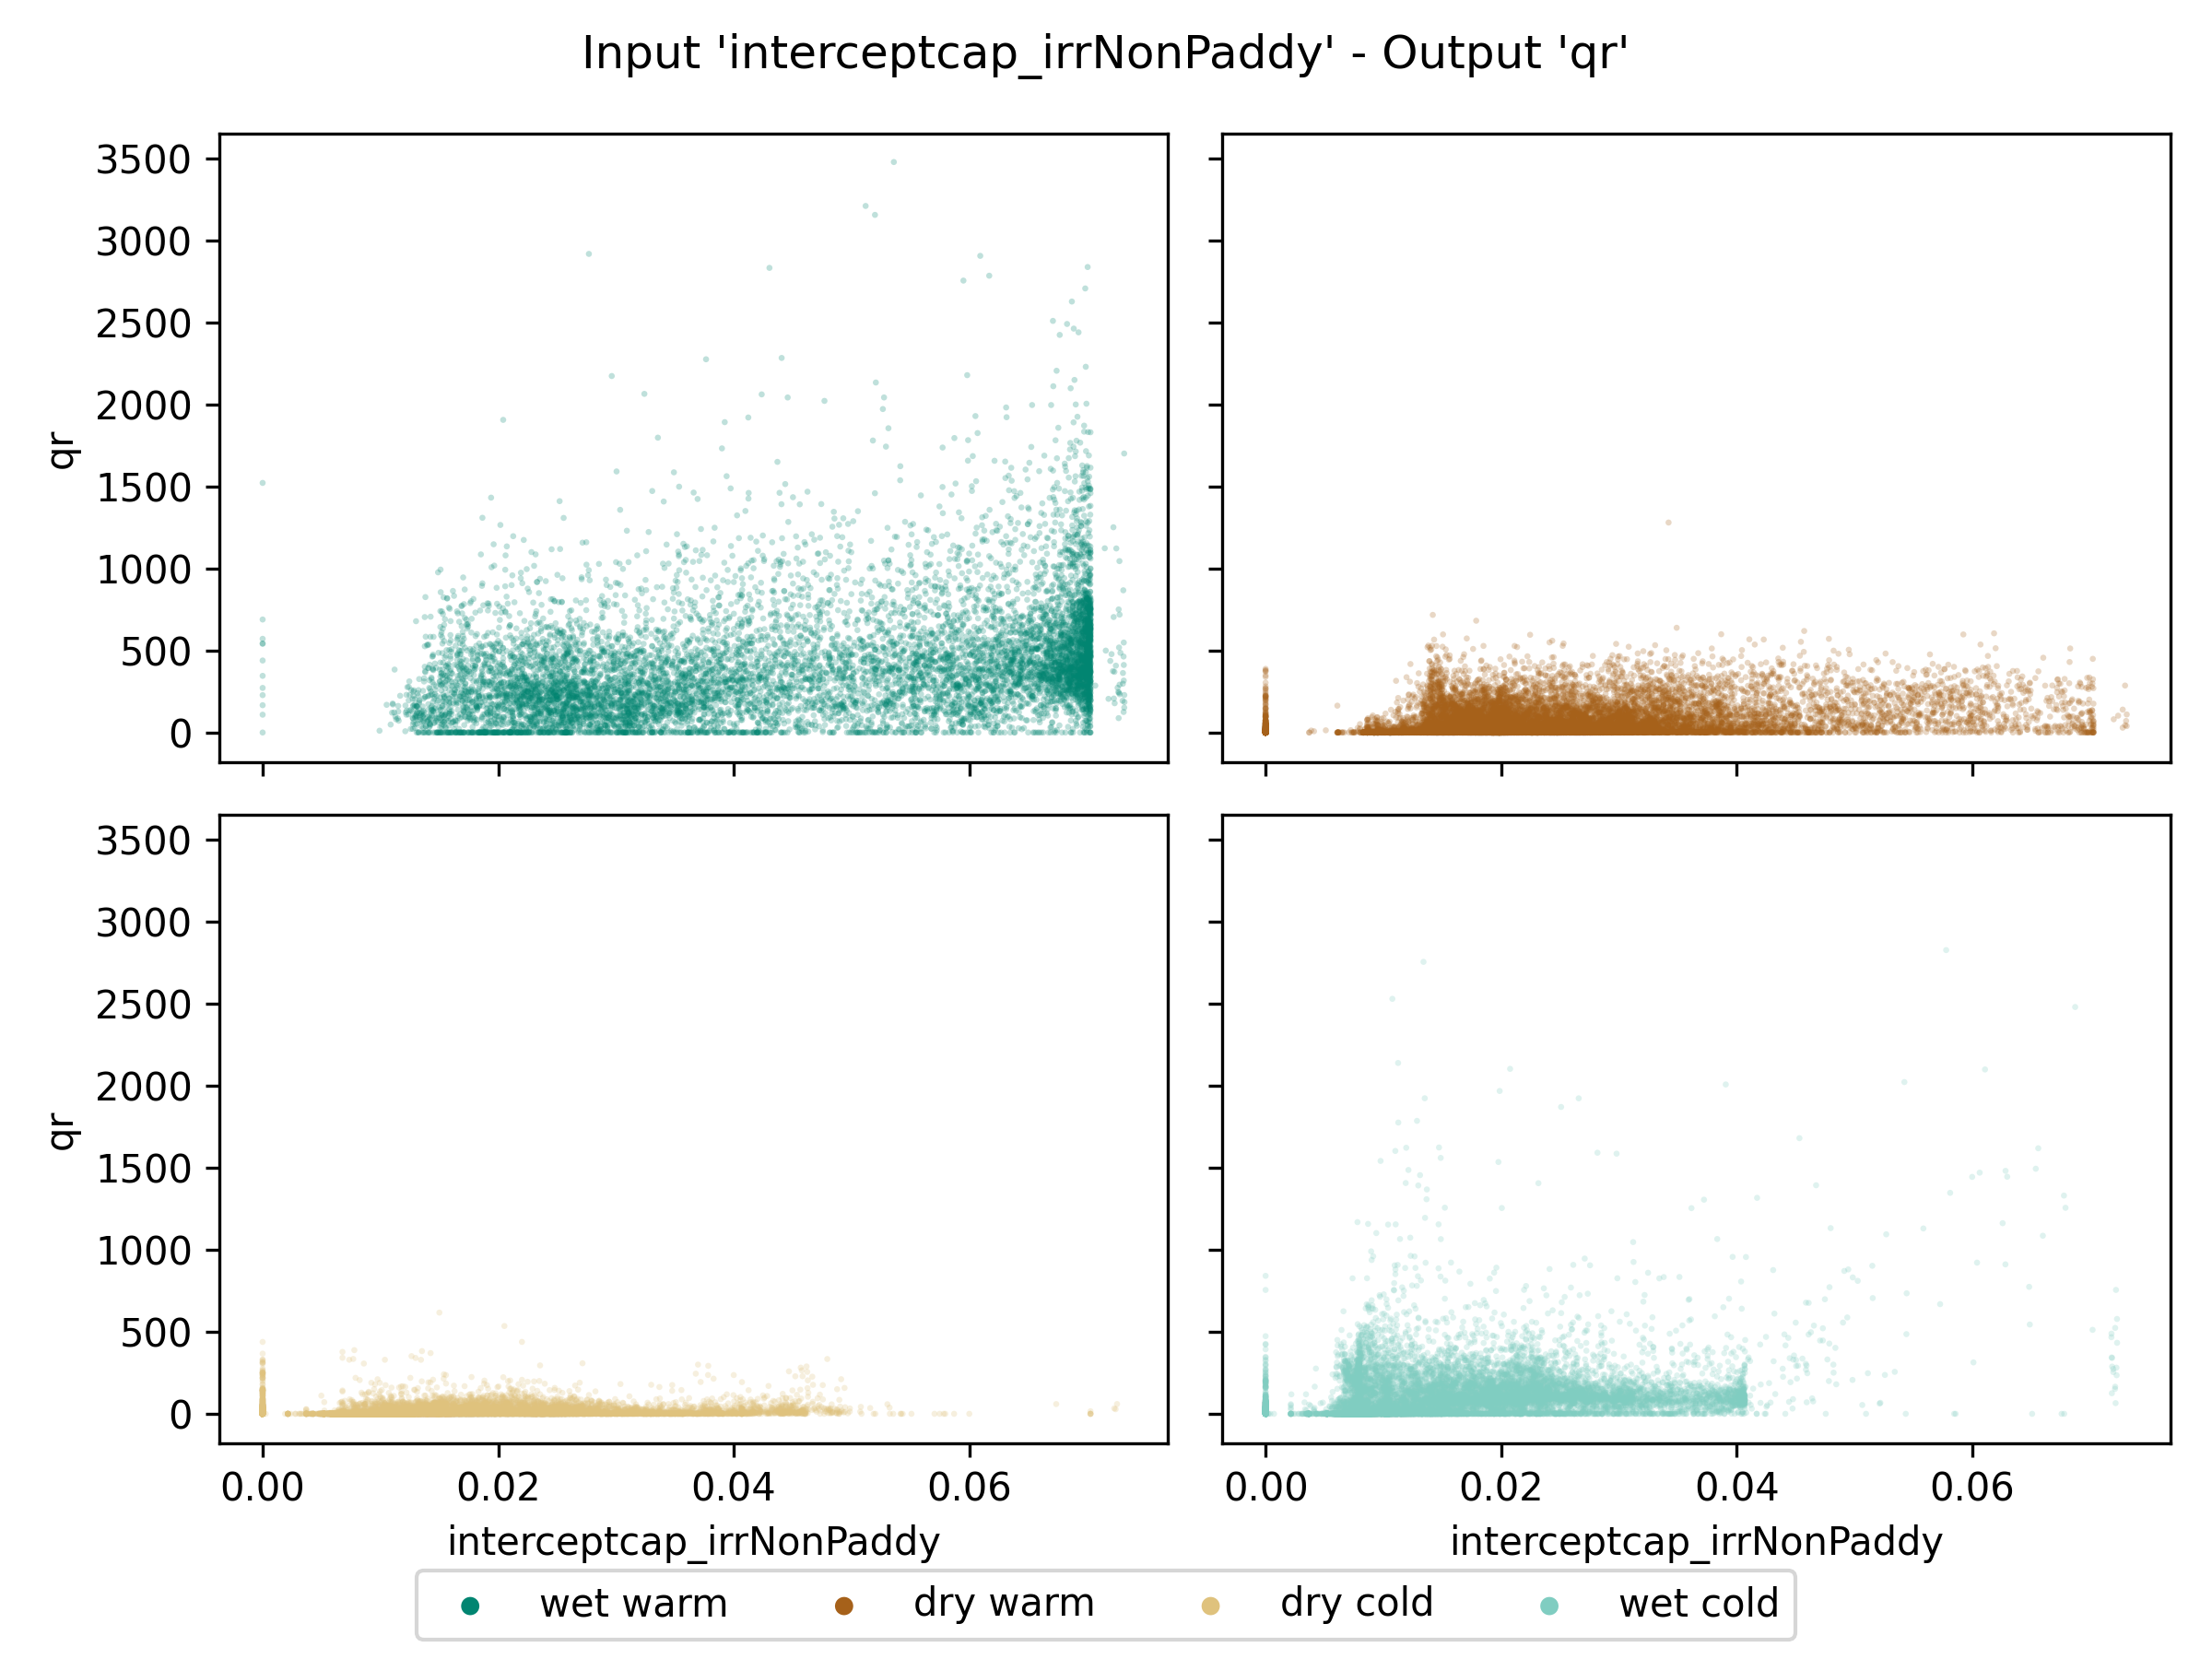 Input 'interceptcap_irrNonPaddy' - Output 'qr'
3500
3000
2500
2000
1500
1000
500
0
qr
3500
3000
2500
2000
1500
1000
500
0
qr
0.00 0.02 0.04 0.06
0.00 0.02 0.04 0.06
interceptcap_irrNonPaddy
interceptcap_irrNonPaddy
wet warm dry warm dry cold wet cold